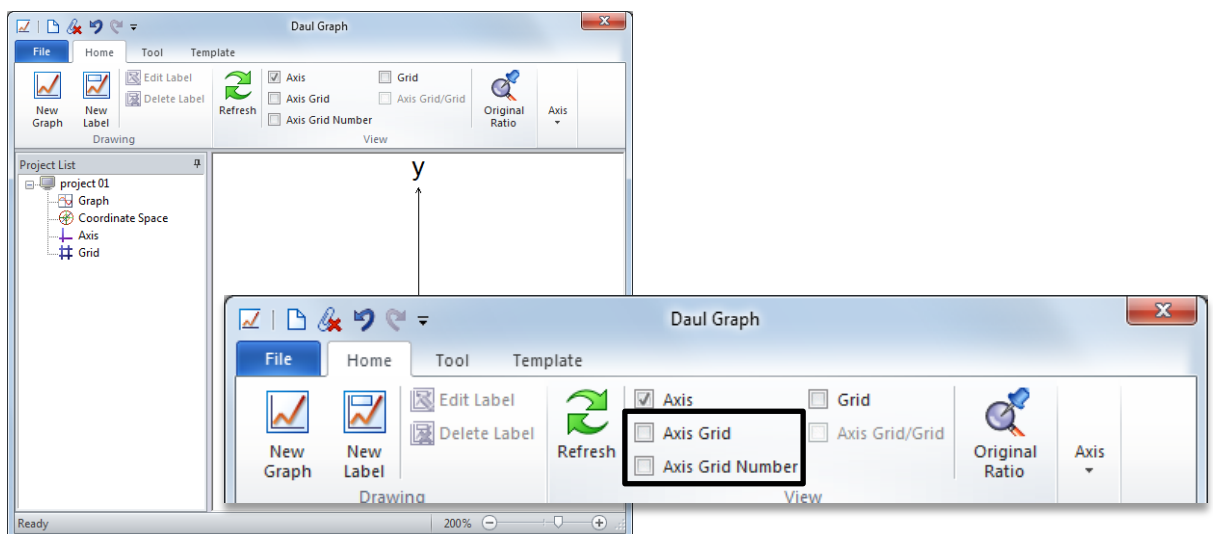 Daul Graph
File Home Tool Template
Axis Grid
Axis Grid Axis Grid/Grid
Axis Grid Number
Edit Label
Delete Label
New Graph
New Label
Refresh
Original Ratio
Axis
Drawing View
Project List
project 01
Graph
Coordinate Space
Axis
Grid
y
Ready 200%
Daul Graph
File Home Tool Template
Edit Label
Delete Label
New Graph
New Label
Refresh
Axis Grid
Axis Grid Axis Grid/Grid
Axis Grid Number
Original Ratio
Axis
Drawing View